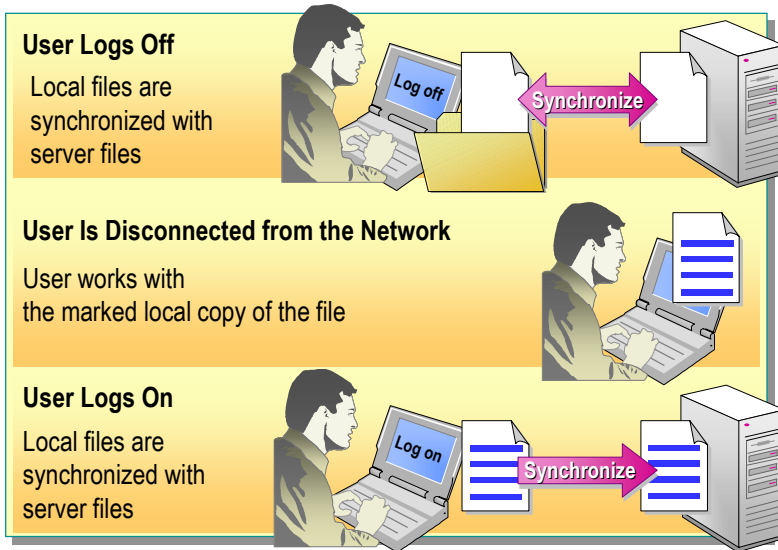 User Logs Off
Local files are
synchronized with
server files
Log off
Synchronize
User Is Disconnected from the Network
User works with
the marked local copy of the file
User Logs On
Local files are
synchronized with
server files
Log on
Synchronize